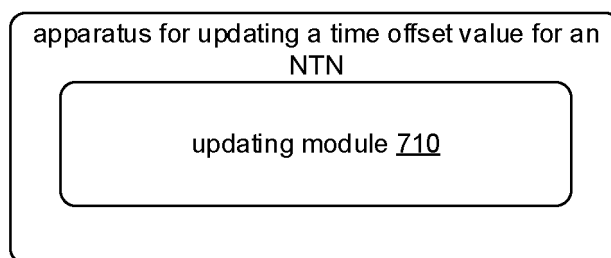 apparatus for updating a time offset value for an
NTN
updating module 710